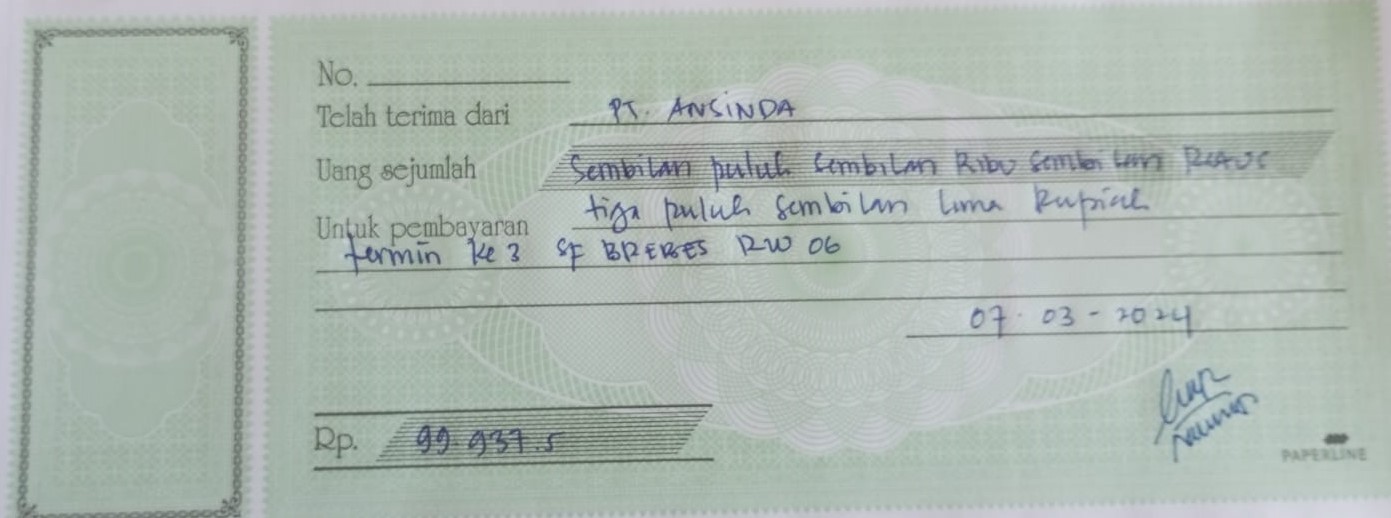 No.
Telah terima dari PT. ANSINDA
Uang sejumlah Sembilan puluh Sembilan Ribu Sembilan Ratus
tiga puluh Sembilan lima Rupiah
Untuk pembayaran
termin ke 3 SF BREBES RW 06
07-03-2024
Rp. 99.937.5
PAPERLINE